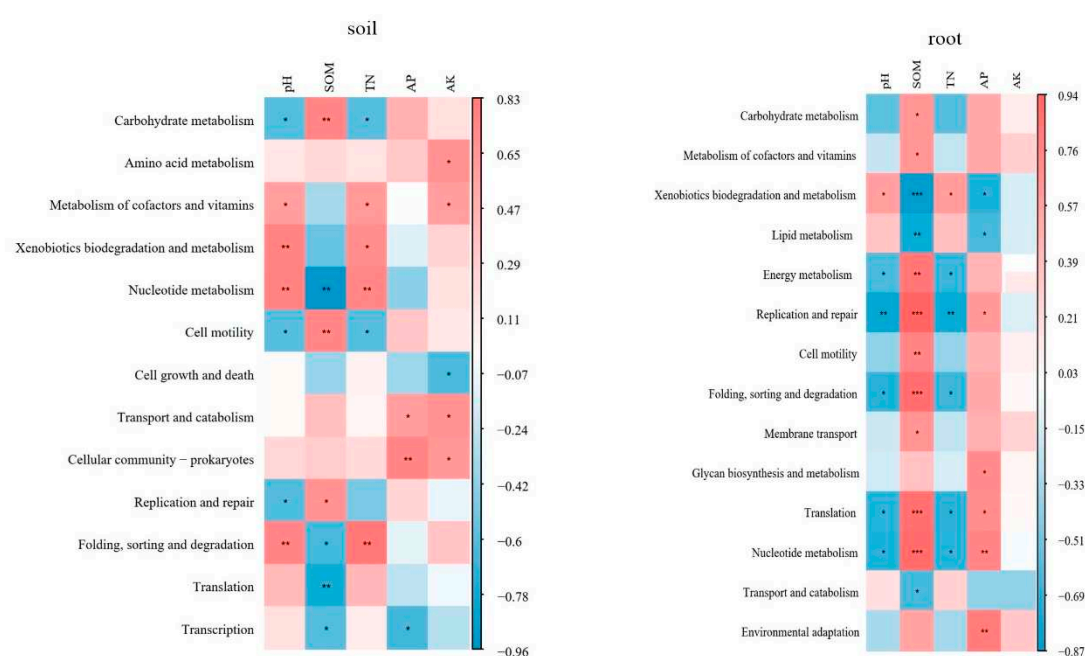 soil
pH SOM TN AP AK
Carbohydrate metabolism * ** *
Amino acid metabolism *
Metabolism of cofactors and vitamins * * *
Xenobiotics biodegradation and metabolism ** *
Nucleotide metabolism ** ** **
Cell motility * ** *
Cell growth and death *
Transport and catabolism * *
Cellular community − prokaryotes ** *
Replication and repair * *
Folding, sorting and degradation ** * **
Translation **
Transcription * *
0.83
0.65
0.47
0.29
0.11
−0.07
−0.24
−0.42
−0.6
−0.78
−0.96
root
pH SOM TN AP AK
Carbohydrate metabolism *
Metabolism of cofactors and vitamins *
Xenobiotics biodegradation and metabolism * *** * *
Lipid metabolism ** *
Energy metabolism * ** *
Replication and repair ** *** ** *
Cell motility **
Folding, sorting and degradation * *** *
Membrane transport *
Glycan biosynthesis and metabolism *
Translation * *** * *
Nucleotide metabolism * *** * **
Transport and catabolism *
Environmental adaptation **
0.94
0.76
0.57
0.39
0.21
0.03
−0.15
−0.33
−0.51
−0.69
−0.87